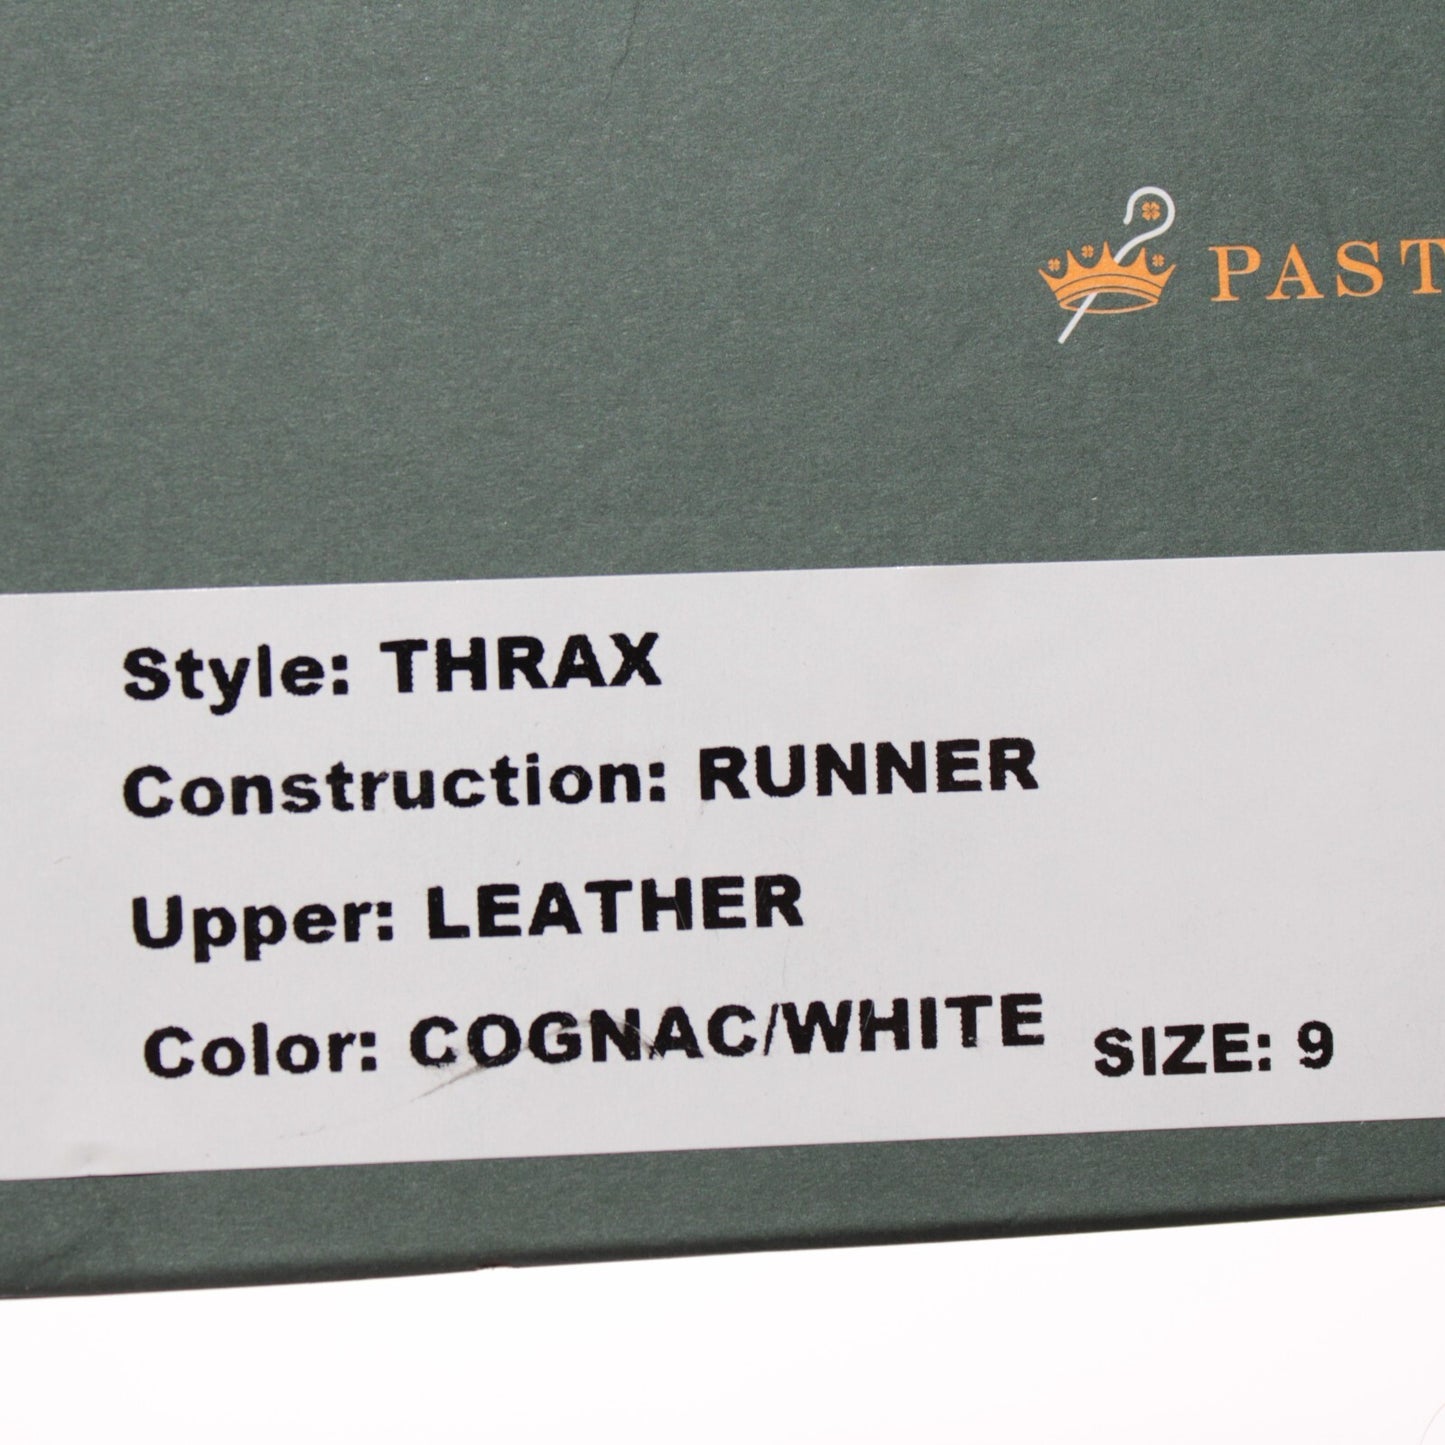 PAST
Style: THRAX
Construction: RUNNER
Upper: LEATHER
Color: COGNAC/WHITE SIZE: 9